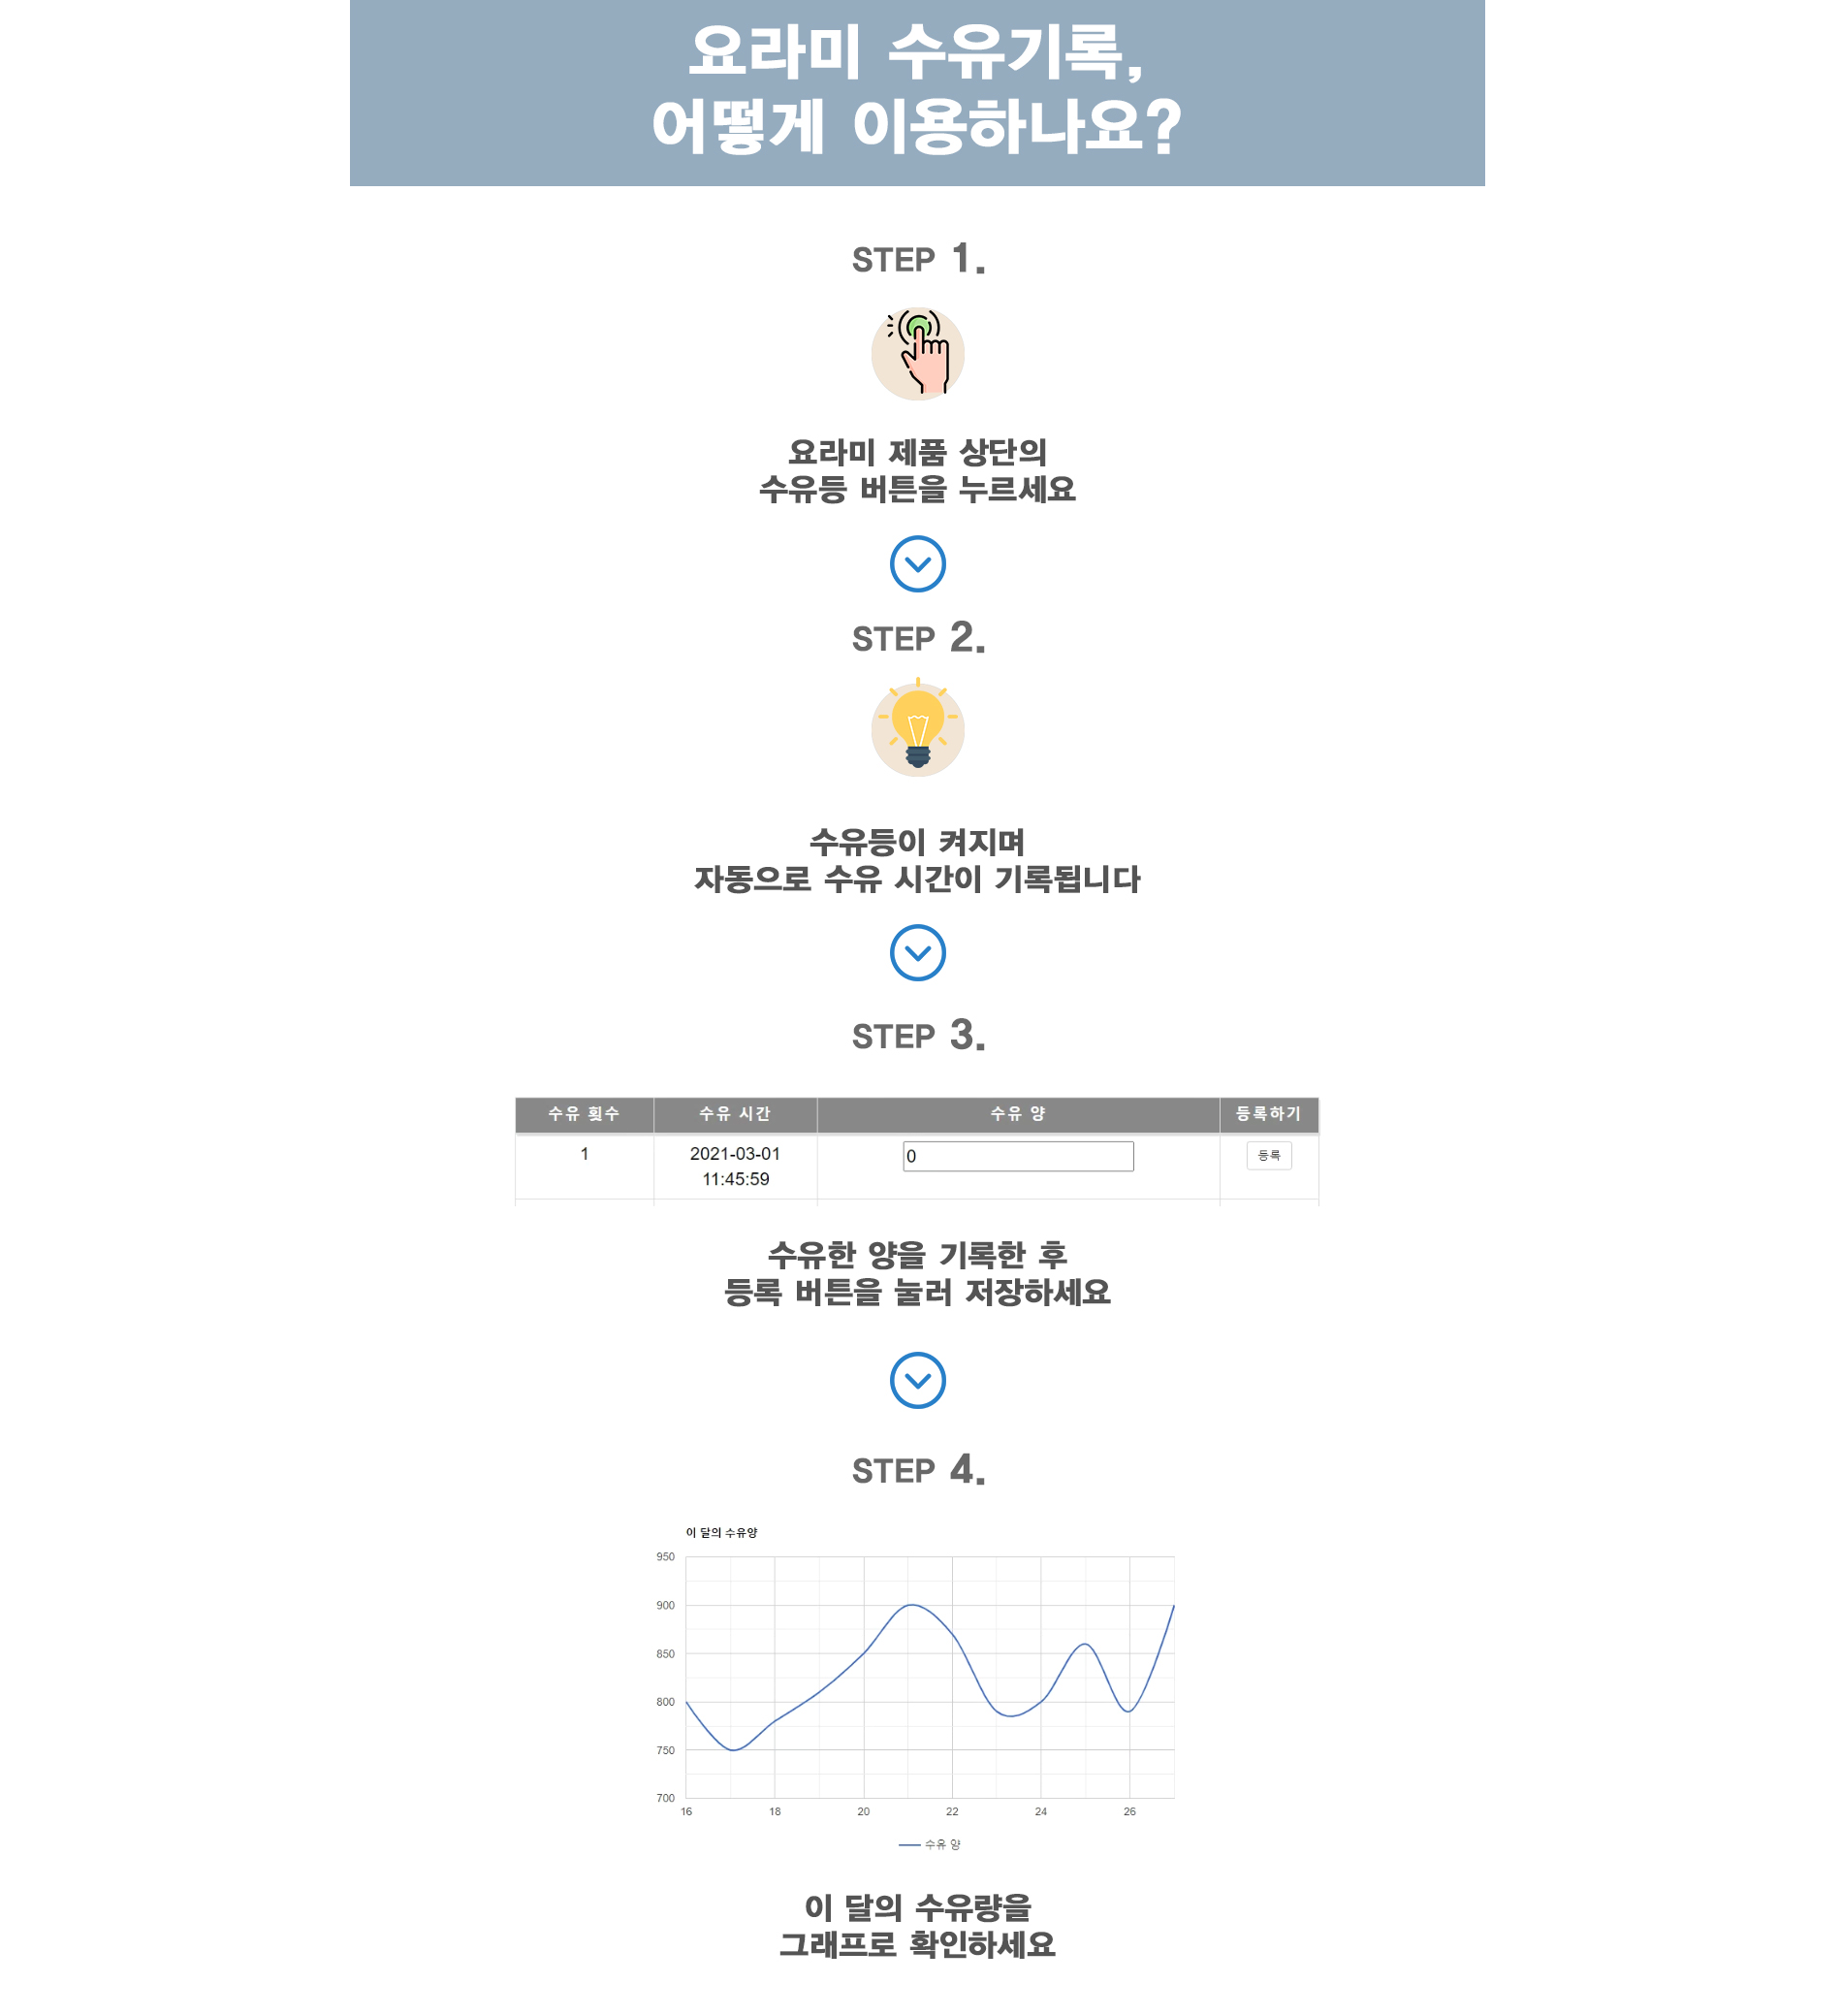 요라미 수유기록,
어떻게 이용하나요?
STEP 1.
요라미 제품 상단의
수유등 버튼을 누르세요
STEP 2.
수유등이 켜지며
자동으로 수유 시간이 기록됩니다
STEP 3.
수유 횟수 수유 시간 수유 양 등록하기
1 2021-03-01 0 등록
11:45:59
수유한 양을 기록한 후
등록 버튼을 눌러 저장하세요
STEP 4.
이 달의 수유양
950
900
850
800
750
700
16 18 20 22 24 26
수유 양
이 달의 수유량을
그래프로 확인하세요